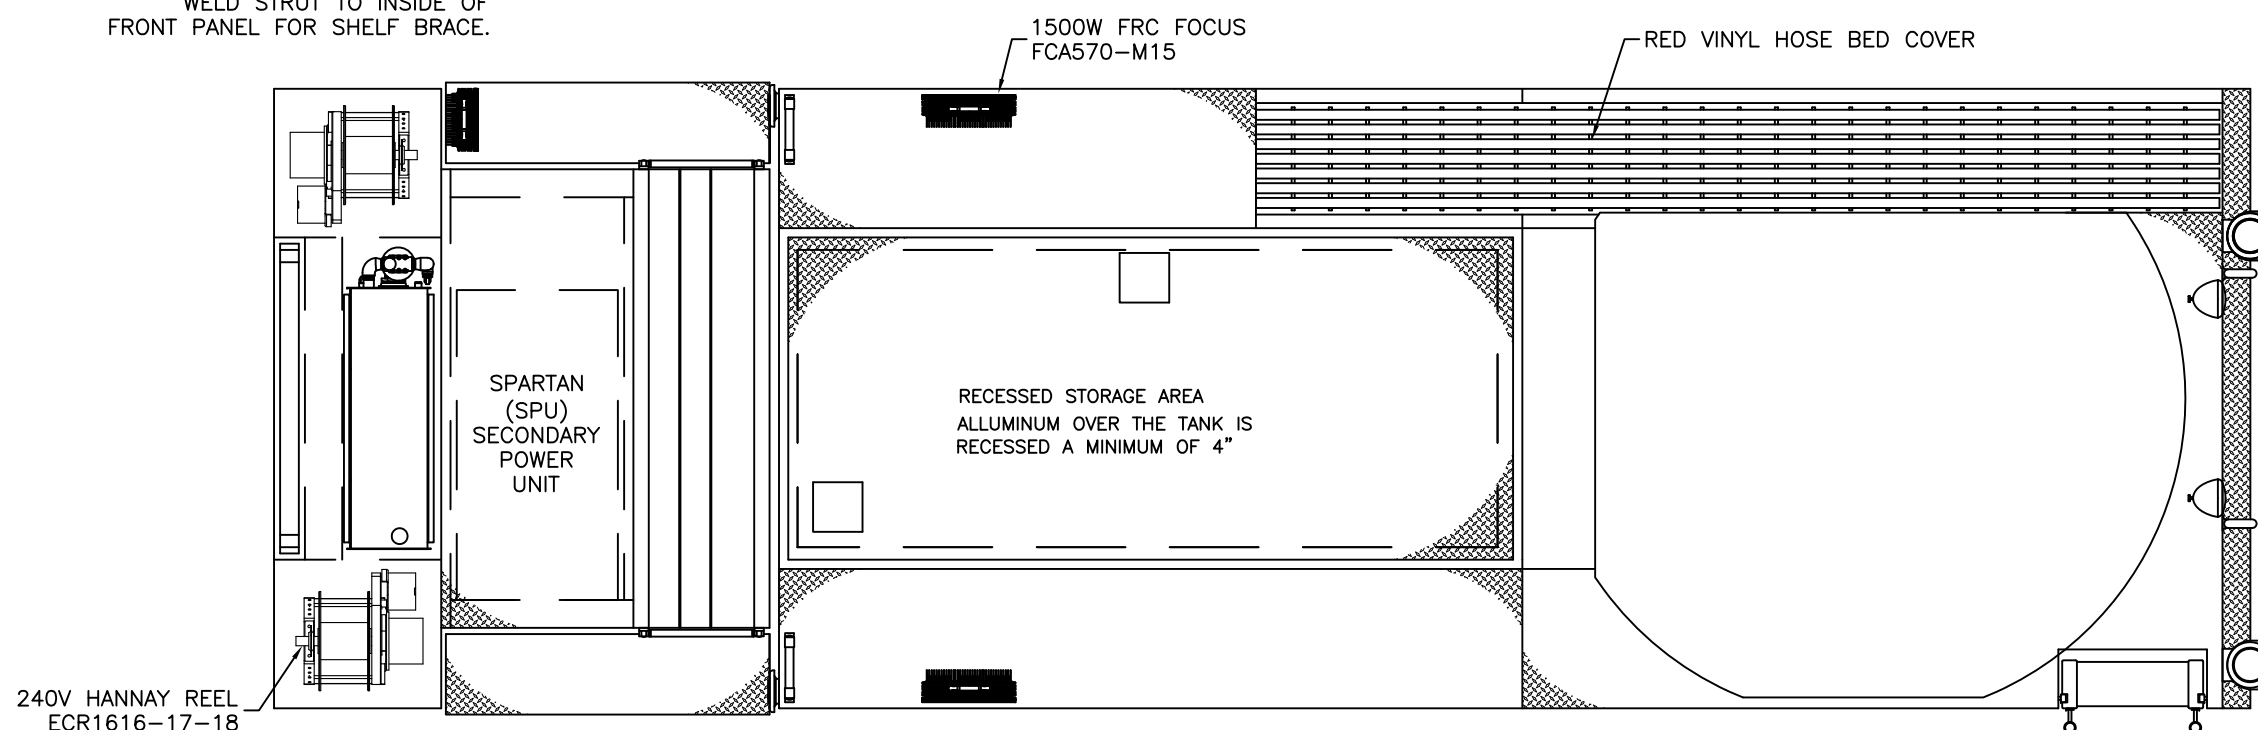 WELD STRUT TO INSIDE OF
FRONT PANEL FOR SHELF BRACE.
1500W FRC FOCUS
FCA570-M15
RED VINYL HOSE BED COVER
SPARTAN
(SPU)
SECONDARY
POWER
UNIT
RECESSED STORAGE AREA
ALLUMINUM OVER THE TANK IS
RECESSED A MINIMUM OF 4"
240V HANNAY REEL
ECR1616-17-18